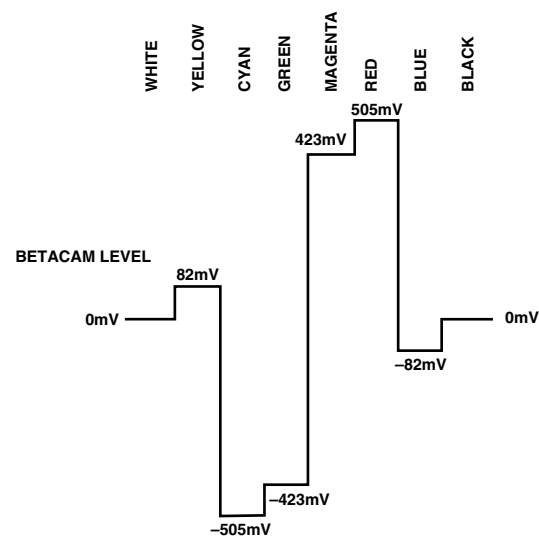 WHITE
YELLOW
CYAN
GREEN
MAGENTA
RED
BLUE
BLACK
505mV
423mV
BETACAM LEVEL
82mV
0mV
0mV
–82mV
–423mV
–505mV